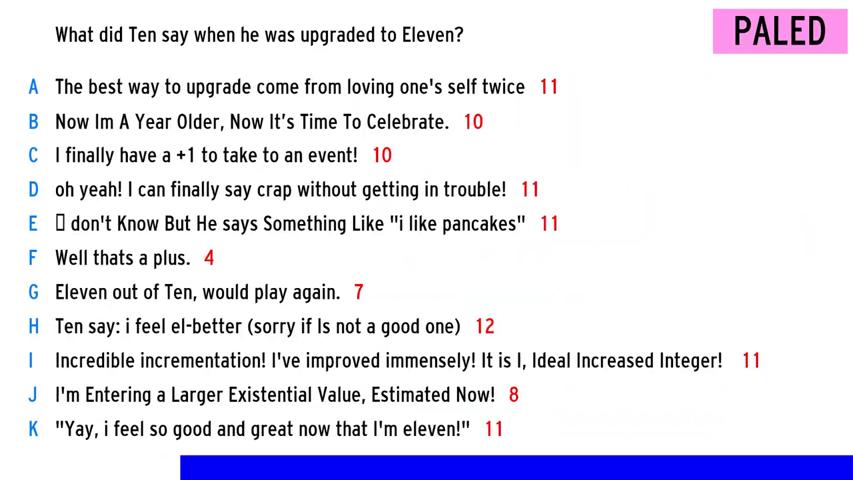 What did Ten say when he was upgraded to Eleven?
PALED
A The best way to upgrade come from loving one's self twice 11
B Now Im A Year Older, Now It’s Time To Celebrate. 10
C I finally have a +1 to take to an event! 10
D oh yeah! I can finally say crap without getting in trouble! 11
E don't Know But He says Something Like "i like pancakes" 11
F Well thats a plus. 4
G Eleven out of Ten, would play again. 7
H Ten say: i feel el-better (sorry if Is not a good one) 12
I Incredible incrementation! I've improved immensely! It is I, Ideal Increased Integer! 11
J I'm Entering a Larger Existential Value, Estimated Now! 8
K "Yay, i feel so good and great now that I'm eleven!" 11